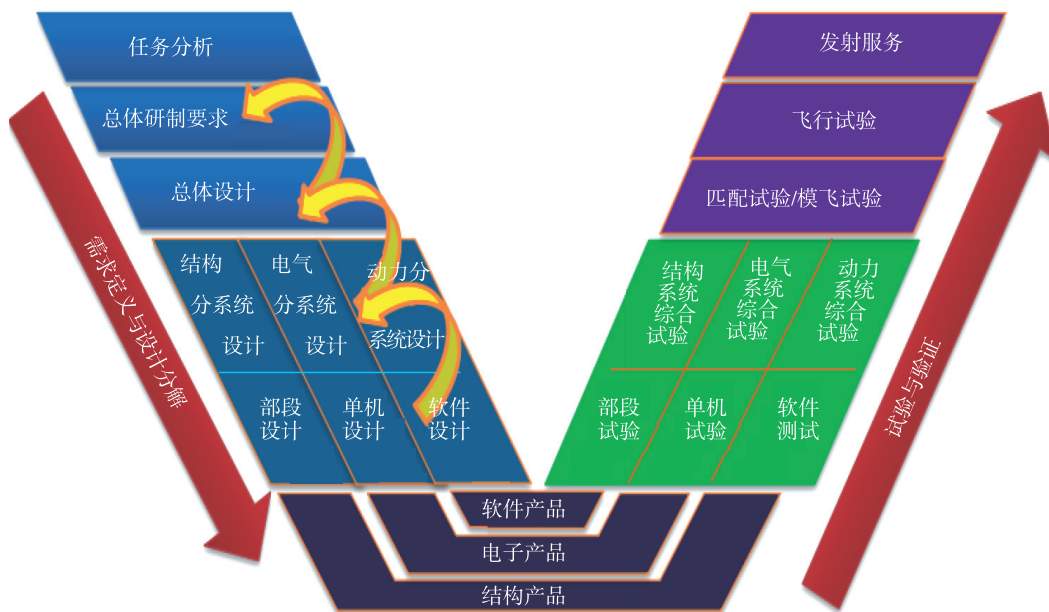 任务分析
总体研制要求
总体设计
结构
分系统
设计
电气
分系统
设计
动力分
系统设计
部段
设计
单机
设计
软件
设计
需求定义与设计分解
软件产品
电子产品
结构产品
发射服务
飞行试验
匹配试验/模飞试验
结构
系统
综合
试验
电气
系统
综合
试验
动力
系统
综合
试验
部段
试验
单机
试验
软件
测试
试验与验证